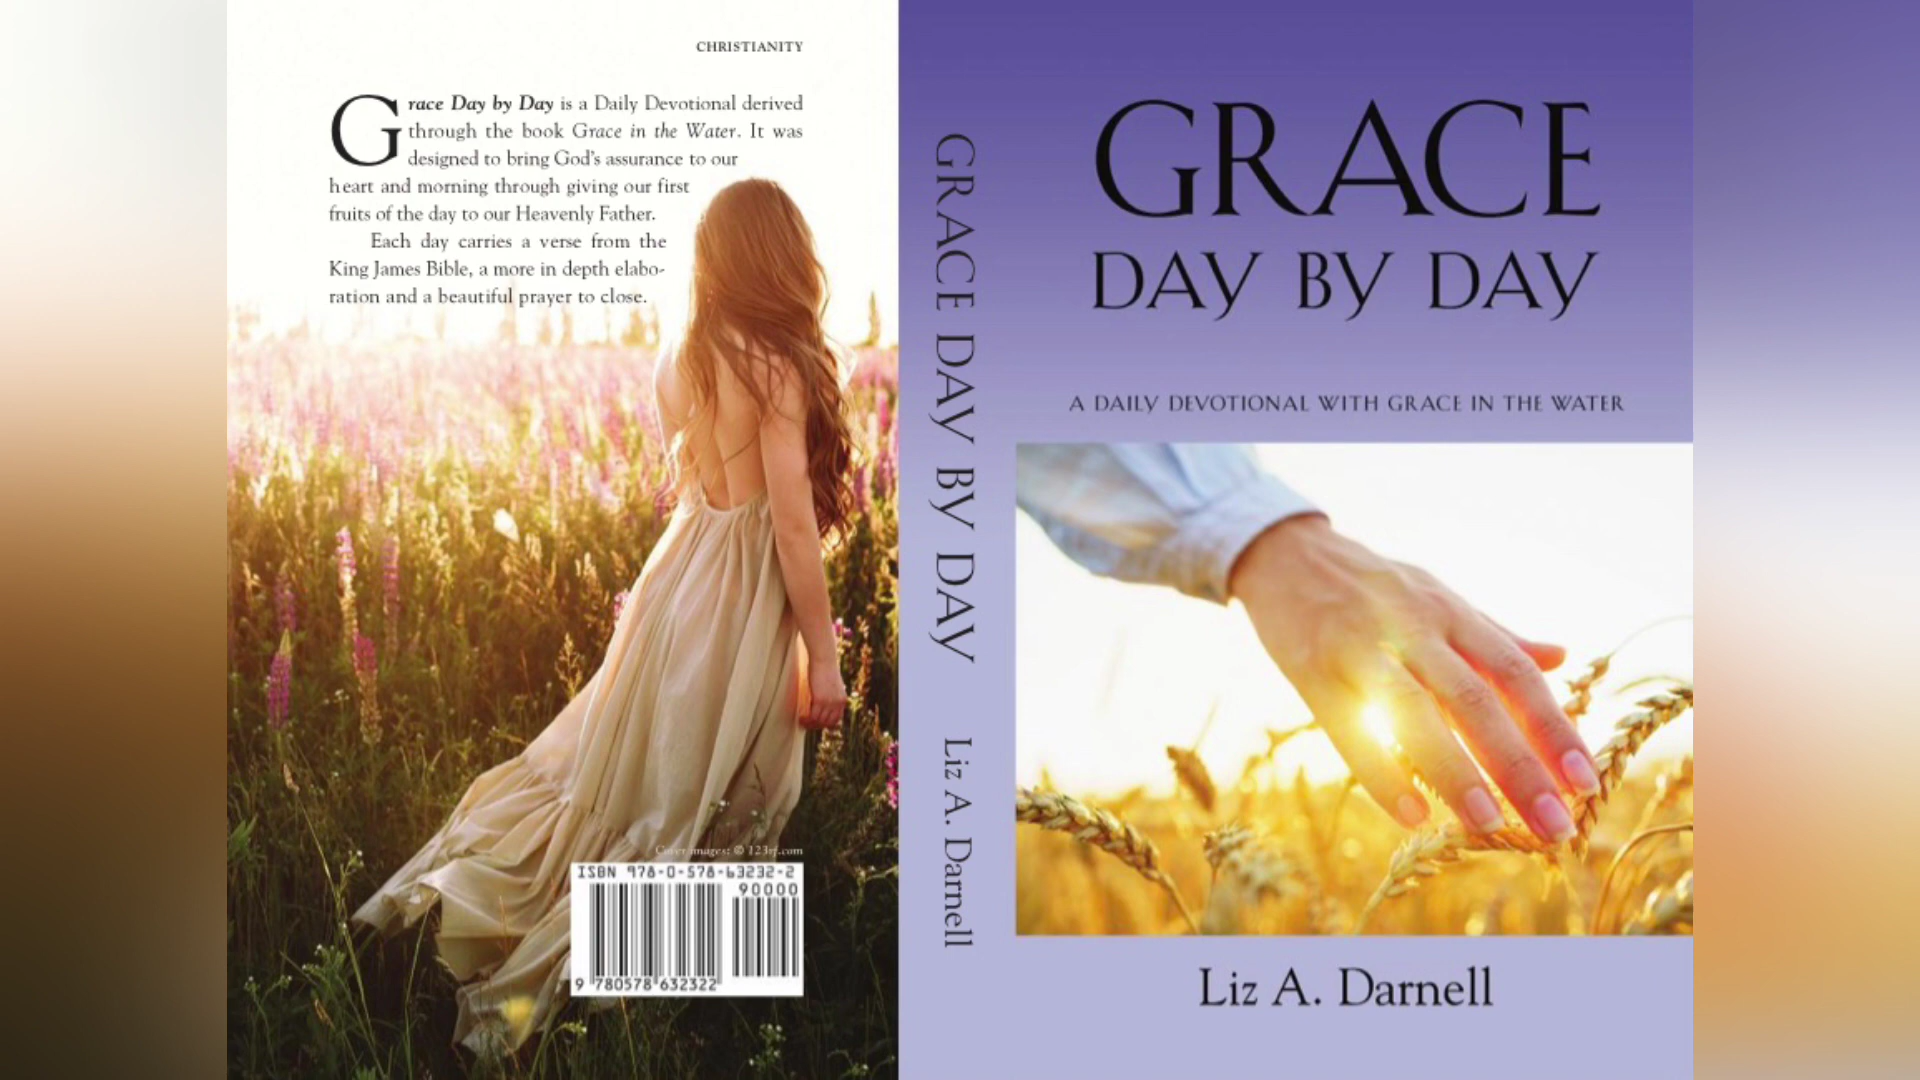 CHRISTIANITY
Grace Day by Day is a Daily Devotional derived
through the book Grace in the Water. It was
designed to bring God's assurance to our
heart and morning through giving our first
fruits of the day to our Heavenly Father.
Each day carries a verse from the
King James Bible, a more in depth elabo-
ration and a beautiful prayer to close.
Cover images: © 123rf.com
ISBN 978-0-578-63232-2
90000
9 780578 632322
GRACE DAY BY DAY Liz A. Darnell
GRACE
DAY BY DAY
A DAILY DEVOTIONAL WITH GRACE IN THE WATER
Liz A. Darnell